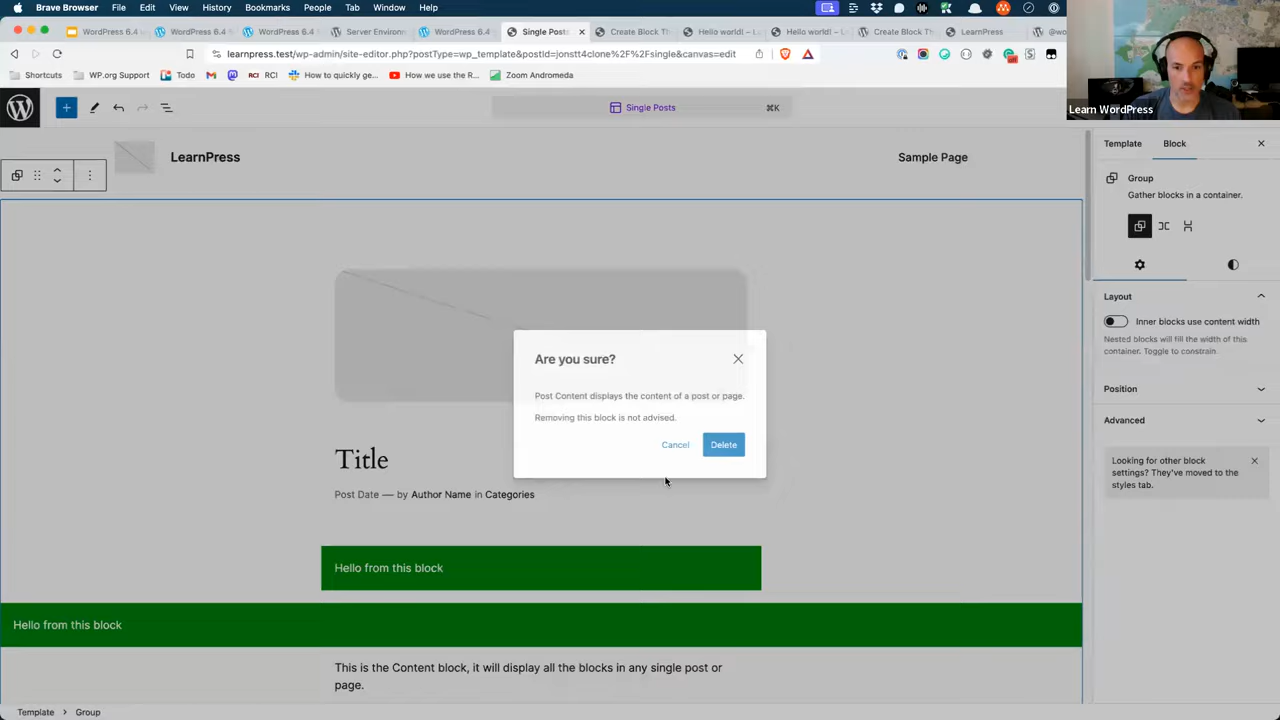 Brave Browser File Edit View History Bookmarks People Tab Window Help
WordPress 6.4 WordPress 6.4 WordPress 6.4 Server Environ WordPress 6.4 Single Posts Create Block Th Hello world! – L Hello world! – L Create Block Th LearnPress
learnpress.test/wp-admin/site-editor.php?postType=wp_template&postId=jonstt4clone%2F%2Fsingle&canvas=edit
Shortcuts WP.org Support Todo RCI RCI How to quickly ge... How we use the R... Zoom Andromeda
Learn WordPress
Single Posts ⌘K
LearnPress
Sample Page
Template Block
Group
Gather blocks in a container.
Layout
Inner blocks use content width
Nested blocks will fill the width of this
container. Toggle to constrain.
Position
Advanced
Looking for other block
settings? They've moved to the
styles tab.
Are you sure?
Post Content displays the content of a post or page.
Removing this block is not advised.
Cancel Delete
Title
Post Date — by Author Name in Categories
Hello from this block
Hello from this block
This is the Content block, it will display all the blocks in any single post or
page.
Template > Group